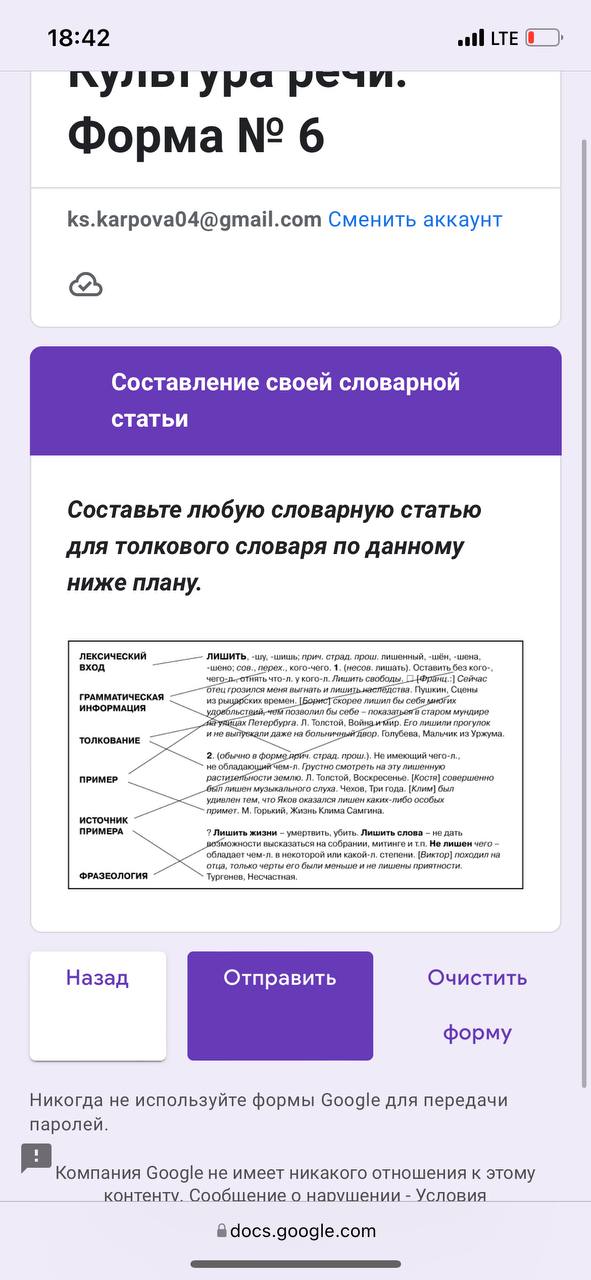 18:42
LTE
Культура речи.
Форма № 6
ks.karpova04@gmail.com Сменить аккаунт
Составление своей словарной
статьи
Составьте любую словарную статью
для толкового словаря по данному
ниже плану.
ЛЕКСИЧЕСКИЙ
ВХОД
ГРАММАТИЧЕСКАЯ
ИНФОРМАЦИЯ
ТОЛКОВАНИЕ
ПРИМЕР
ИСТОЧНИК
ПРИМЕРА
ФРАЗЕОЛОГИЯ
ЛИШИТЬ, -шу, -шишь; прич. страд. прош. лишенный, -шён, -шена,
-шено; сов., перех., кого-чего. 1. (несов. лишать). Оставить без кого-,
чего-л., отнять что-л. у кого-л. Лишить свободы. □ [Франц.:] Сейчас
отец грозился меня выгнать и лишить наследства. Пушкин, Сцены
из рыцарских времен. [Борис] скорее лишил бы себя многих
удовольствий, чем позволил бы себе – показаться в старом мундире
на улицах Петербурга. Л. Толстой, Война и мир. Его лишили прогулок
и не выпускали даже на больничный двор. Голубева, Мальчик из Уржума.
2. (обычно в форме прич. страд. прош.). Не имеющий чего-л.,
не обладающий чем-л. Грустно смотреть на эту лишенную
растительности землю. Л. Толстой, Воскресенье. [Костя] совершенно
был лишен музыкального слуха. Чехов, Три года. [Клим] был
удивлен тем, что Яков оказался лишен каких-либо особых
примет. М. Горький, Жизнь Клима Самгина.
? Лишить жизни – умертвить, убить. Лишить слова – не дать
возможности высказаться на собрании, митинге и т.п. Не лишен чего –
обладает чем-л. в некоторой или какой-л. степени. [Виктор] походил на
отца, только черты его были меньше и не лишены приятности.
Тургенев, Несчастная.
Назад
Отправить
Очистить
форму
Никогда не используйте формы Google для передачи
паролей.
Компания Google не имеет никакого отношения к этому
контенту. Сообщение о нарушении - Условия
docs.google.com